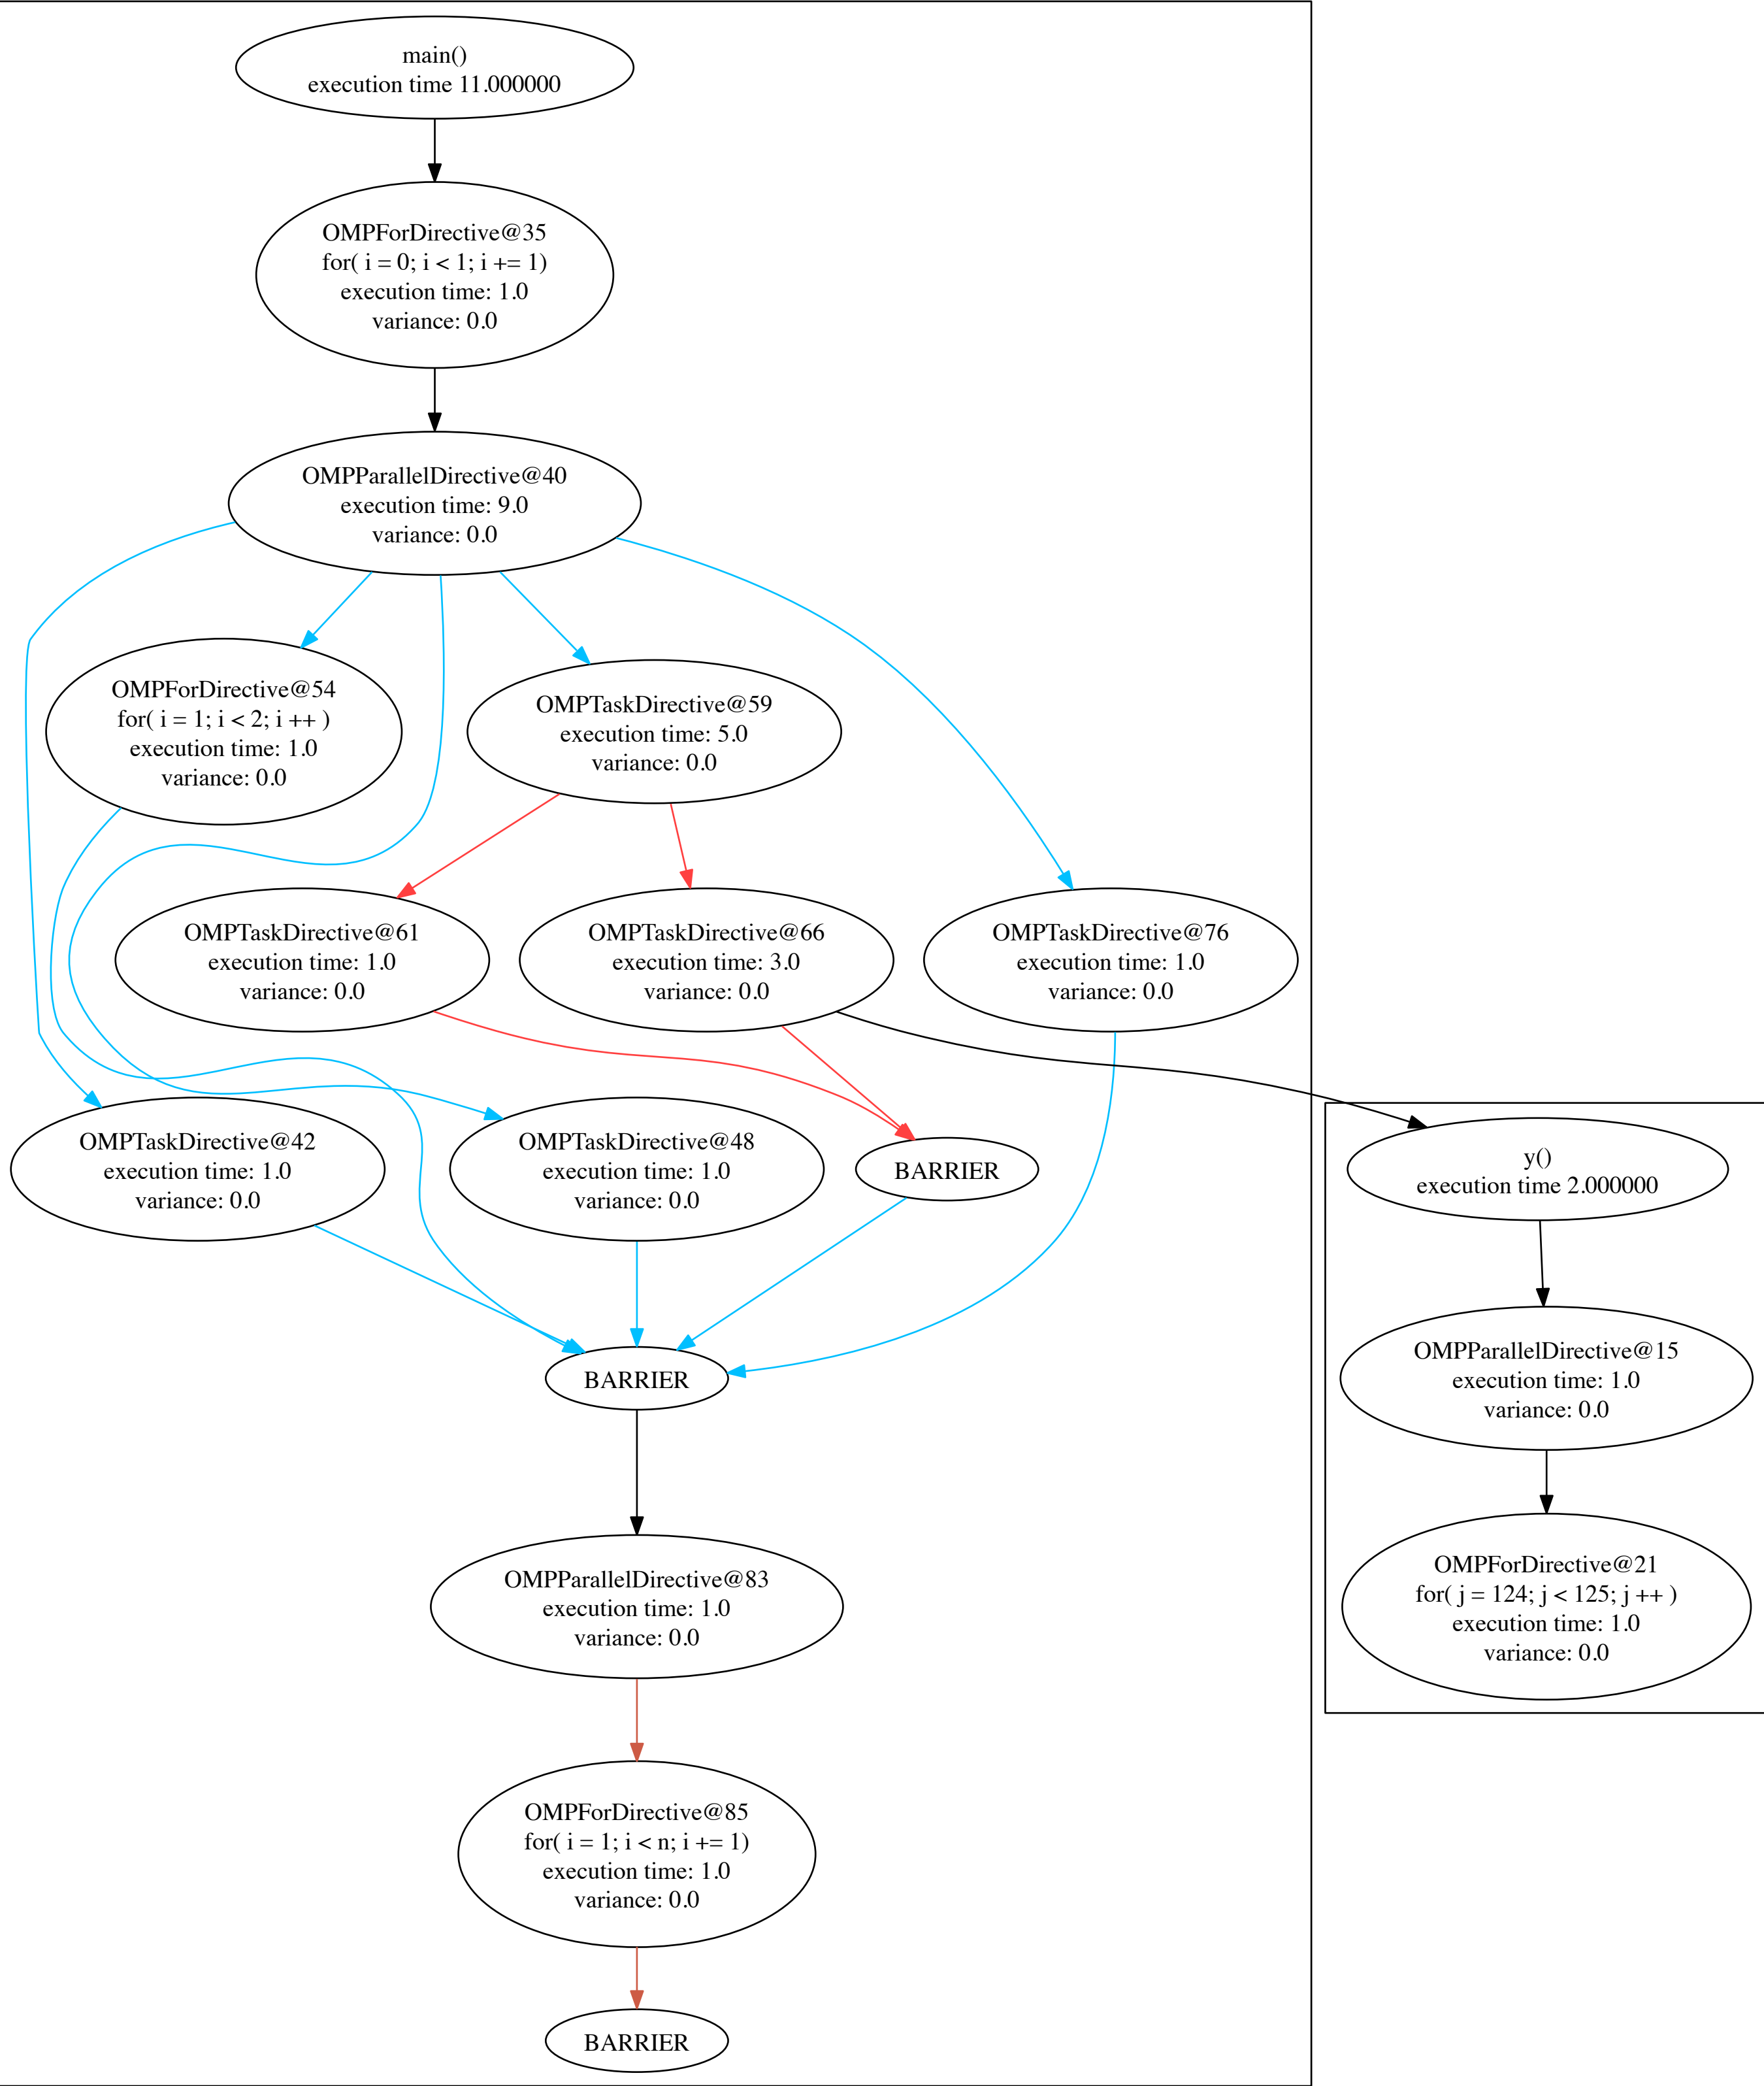 main()
execution time 11.000000
OMPForDirective@35
for( i = 0; i < 1; i += 1)
execution time: 1.0
variance: 0.0
OMPParallelDirective@40
execution time: 9.0
variance: 0.0
OMPForDirective@54
for( i = 1; i < 2; i ++ )
execution time: 1.0
variance: 0.0
OMPTaskDirective@59
execution time: 5.0
variance: 0.0
OMPTaskDirective@61
execution time: 1.0
variance: 0.0
OMPTaskDirective@66
execution time: 3.0
variance: 0.0
OMPTaskDirective@76
execution time: 1.0
variance: 0.0
OMPTaskDirective@42
execution time: 1.0
variance: 0.0
OMPTaskDirective@48
execution time: 1.0
variance: 0.0
BARRIER
y()
execution time 2.000000
BARRIER
OMPParallelDirective@15
execution time: 1.0
variance: 0.0
OMPParallelDirective@83
execution time: 1.0
variance: 0.0
OMPForDirective@21
for( j = 124; j < 125; j ++ )
execution time: 1.0
variance: 0.0
OMPForDirective@85
for( i = 1; i < n; i += 1)
execution time: 1.0
variance: 0.0
BARRIER